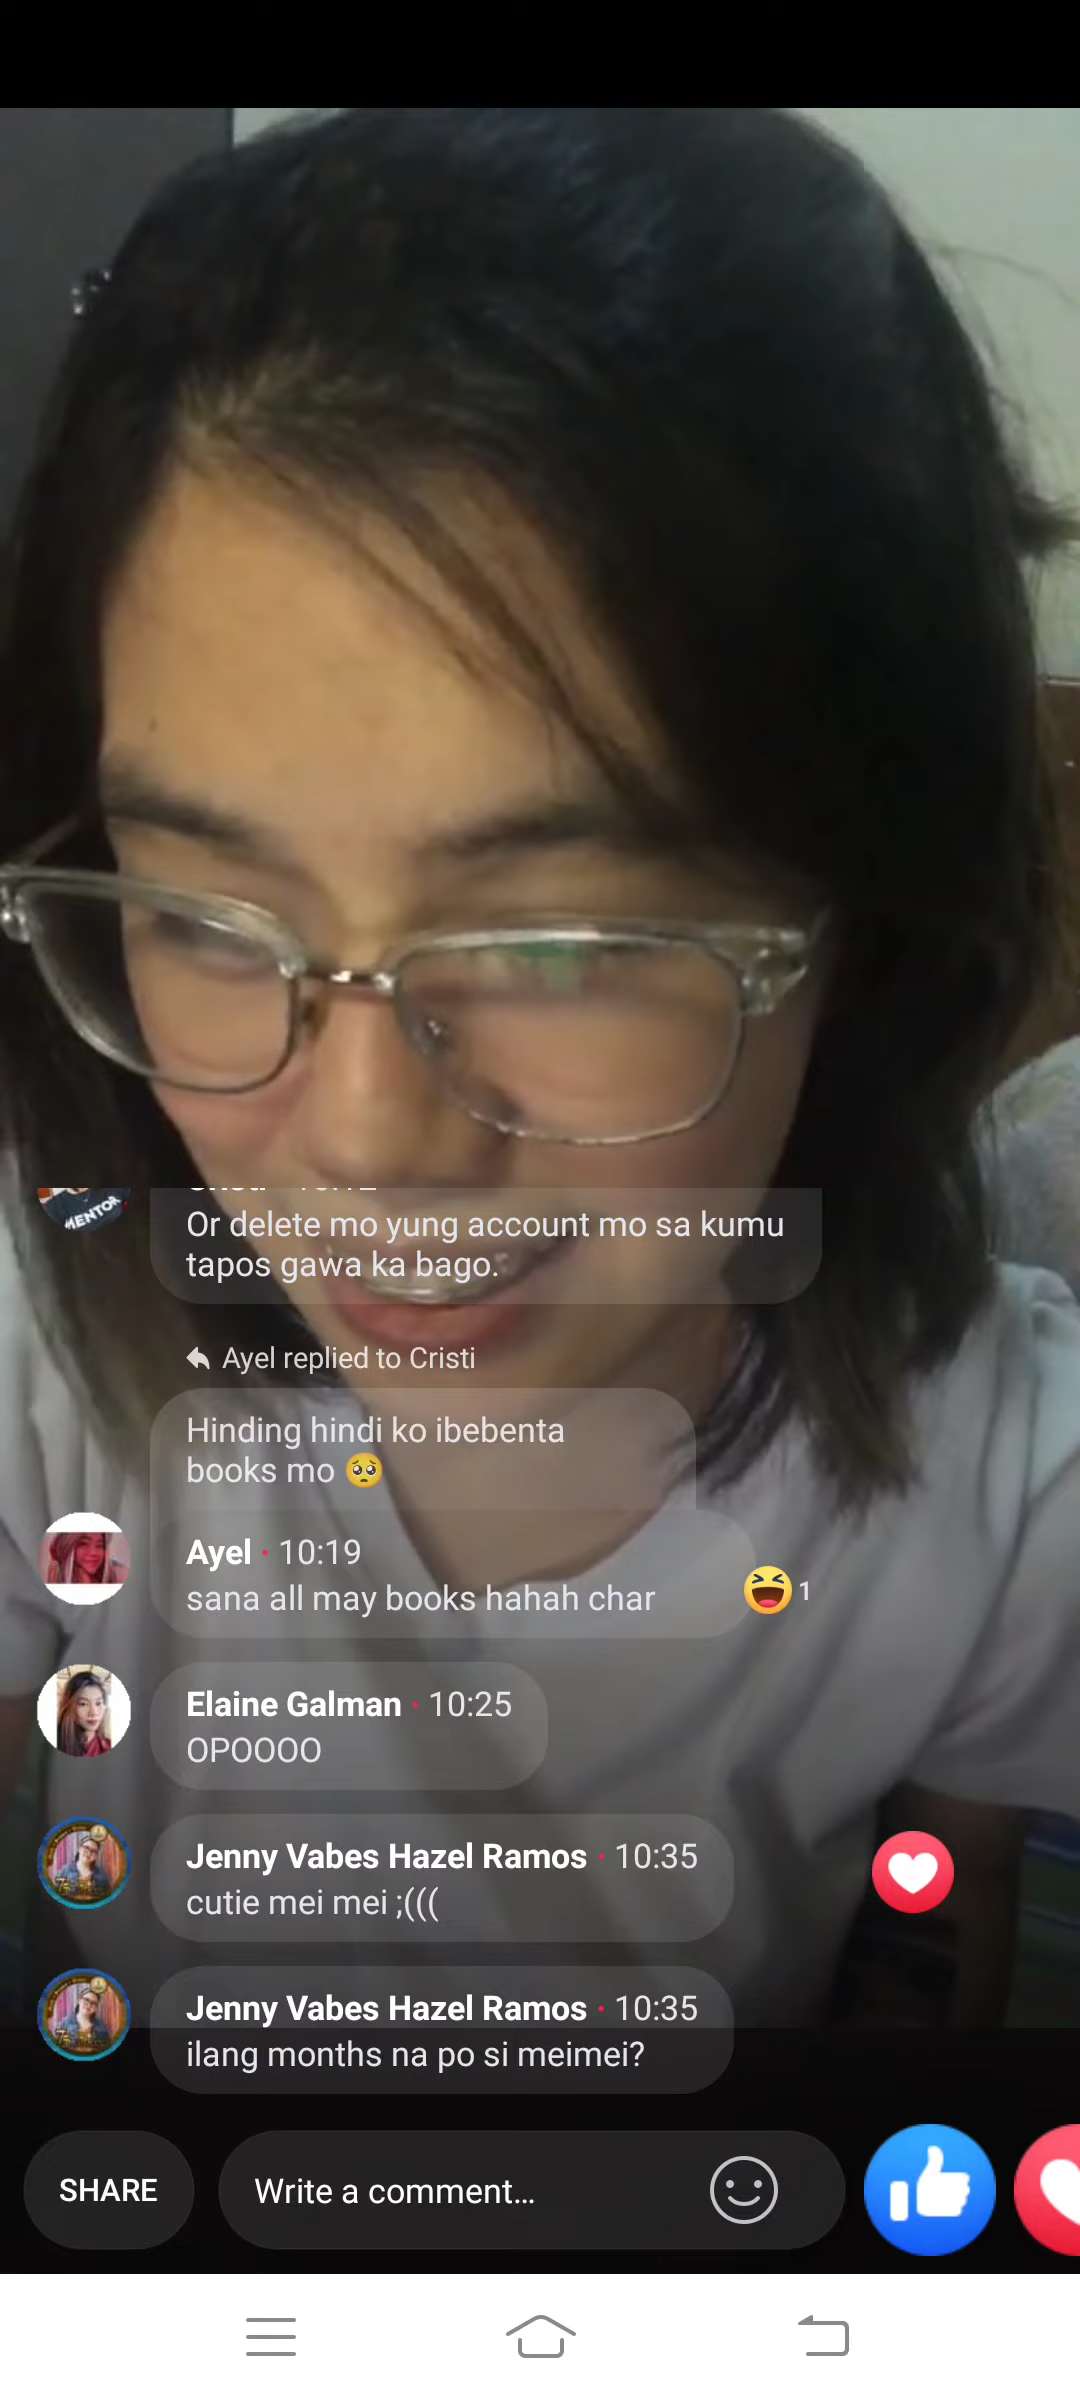 MENTOR
Or delete mo yung account mo sa kumu
tapos gawa ka bago.
Ayel replied to Cristi
Hinding hindi ko ibebenta
books mo 🥺
Ayel · 10:19
sana all may books hahah char
1
Elaine Galman · 10:25
OPOOOO
Jenny Vabes Hazel Ramos · 10:35
cutie mei mei ;(((
Jenny Vabes Hazel Ramos · 10:35
ilang months na po si meimei?
SHARE
Write a comment...